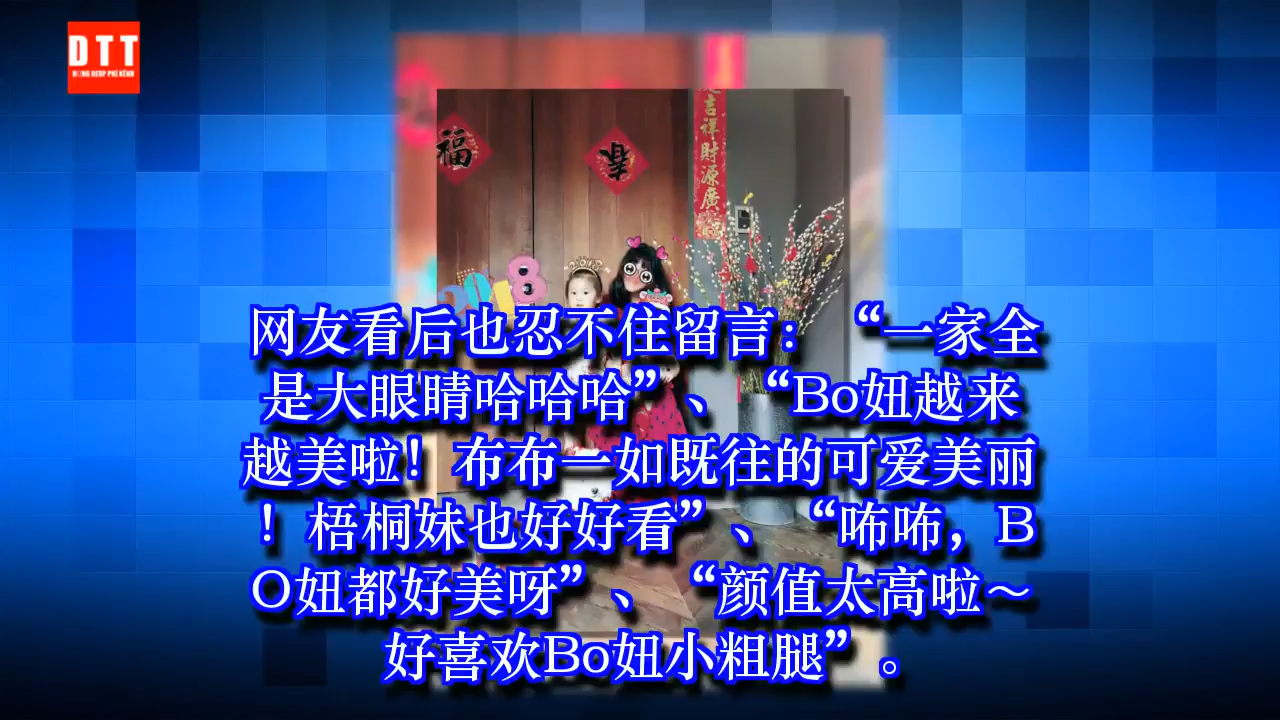 DTT
福
吉祥財源廣
2018
网友看后也忍不住留言：“一家全
是大眼睛哈哈哈”、“Bo妞越来
越美啦！布布一如既往的可爱美丽
！梧桐妹也好好看”、“咘咘，B
O妞都好美呀”、“颜值太高啦～
好喜欢Bo妞小粗腿”。